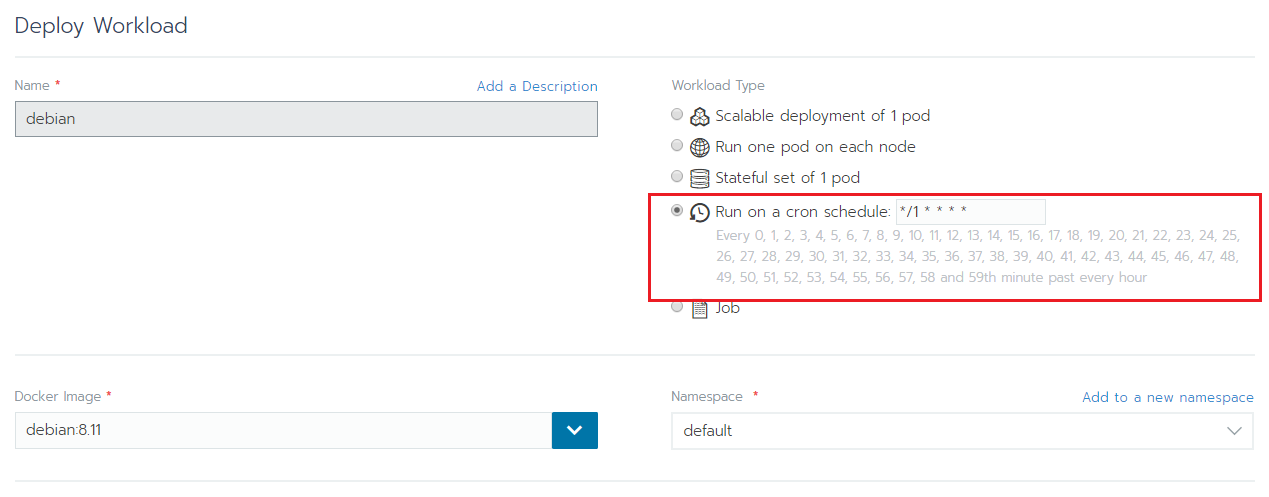 Deploy Workload
Name *
Add a Description
debian
Workload Type
Scalable deployment of 1 pod
Run one pod on each node
Stateful set of 1 pod
Run on a cron schedule: */1 * * * *
Every 0, 1, 2, 3, 4, 5, 6, 7, 8, 9, 10, 11, 12, 13, 14, 15, 16, 17, 18, 19, 20, 21, 22, 23, 24, 25,
26, 27, 28, 29, 30, 31, 32, 33, 34, 35, 36, 37, 38, 39, 40, 41, 42, 43, 44, 45, 46, 47, 48,
49, 50, 51, 52, 53, 54, 55, 56, 57, 58 and 59th minute past every hour
Job
Docker Image *
debian:8.11
Namespace *
Add to a new namespace
default